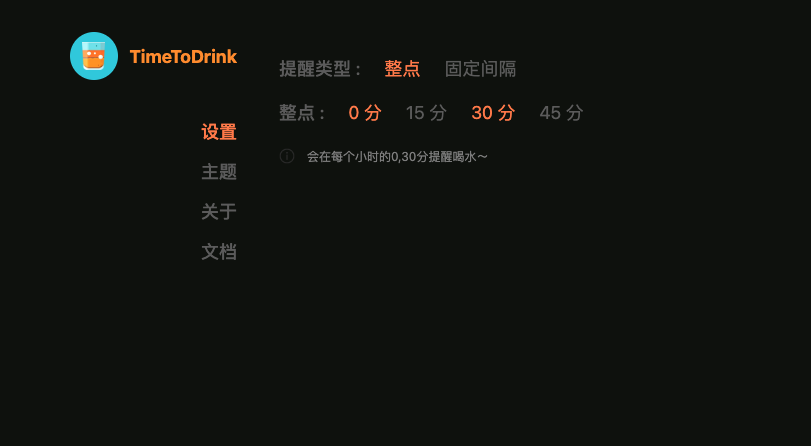 TimeToDrink
设置
主题
关于
文档
提醒类型： 整点 固定间隔
整点： 0 分 15 分 30 分 45 分
会在每个小时的0,30分提醒喝水～